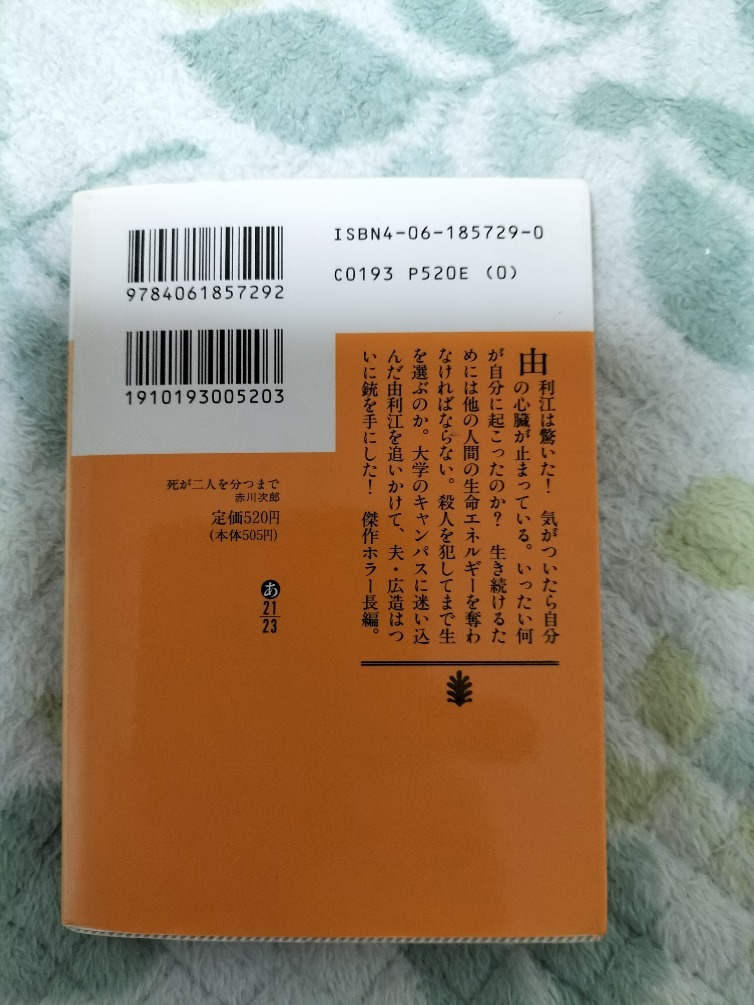 ISBN4-06-185729-0
C0193 P520E (0)
9784061857292
1910193005203
由利江は驚いた！　気がついたら自分
の心臓が止まっている。いったい何
が自分に起こったのか？　生き続けるた
めには他の人間の生命エネルギーを奪わ
なければならない。殺人を犯してまで生
を選ぶのか。大学のキャンパスに迷い込
んだ由利江を追いかけて、夫・広造はつ
いに銃を手にした！　傑作ホラー長編。
死が二人を分つまで
赤川次郎
定価520円
(本体505円)
あ
21
23